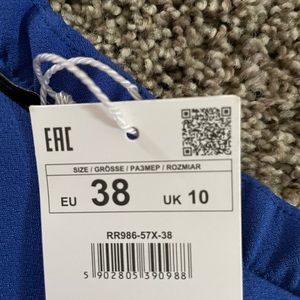 EAC
SIZE / GRÖSSE / РАЗМЕР / ROZMIAR
EU 38 UK 10
RR986-57X-38
5 902805 390988